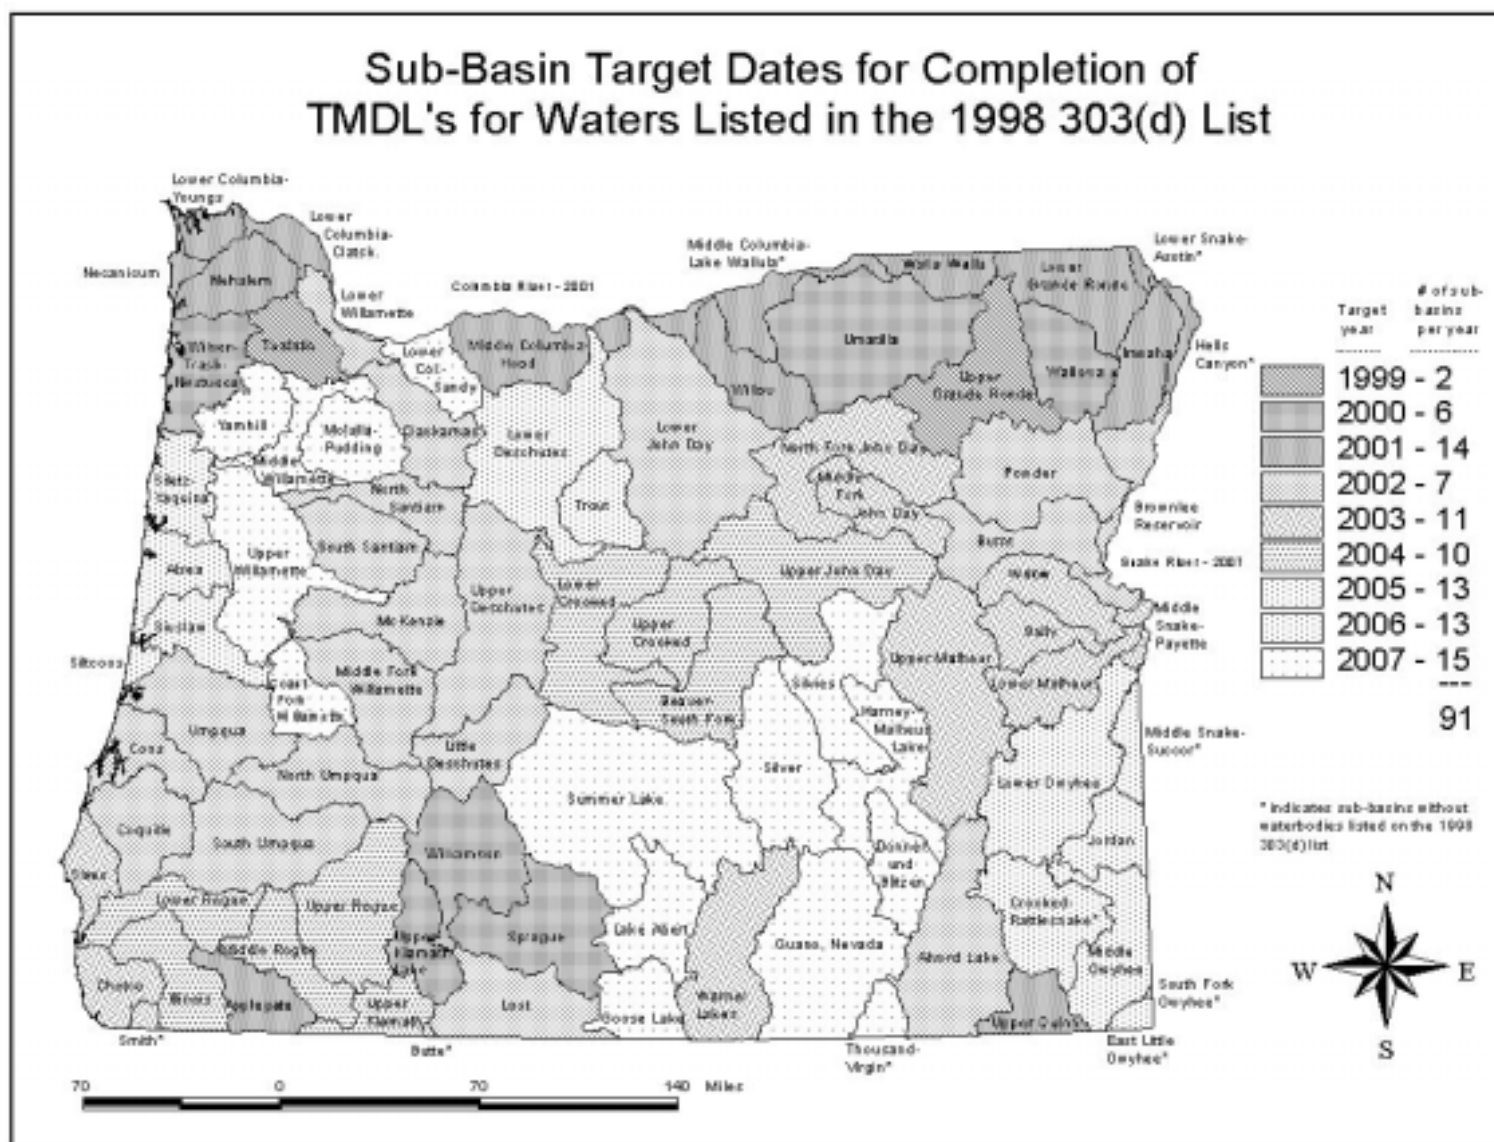 Sub-Basin Target Dates for Completion of
TMDL's for Waters Listed in the 1998 303(d) List
Lower Columbia-
Youngs
Lower
Columbia-
Clatsk.
Necanicum
Nehalem
Lower
Willamette
Columbia River - 2001
Middle Columbia-
Lake Wallula*
Walla Walla
Lower
Grande Ronde
Lower Snake-
Asotin*
Hells
Canyon*
Imnaha
Wallowa
Umatilla
Upper
Grande Ronde
Willow
Middle Columbia-
Hood
Lower
Col-
Sandy
Tualatin
Wilson-
Trask-
Nestucca
Yamhill
Molalla-
Pudding
Clackamas
Lower
Deschutes
Lower
John Day
North Fork John Day
Middle
Fork
John Day
Powder
Brownlee
Reservoir
Snake River - 2001
Middle
Willamette
North
Santiam
Siletz-
Yaquina
Trout
South Santiam
Upper
Willamette
Alsea
Upper John Day
Burnt
Willow
Middle
Snake-
Payette
Bully
Upper
Deschutes
Lower
Crooked
Upper
Crooked
McKenzie
Siuslaw
Siltcoos
Middle Fork
Willamette
Coast
Fork
Willamette
Upper Malheur
Lower Malheur
Silvies
Beaver-
South Fork
Harney-
Malheur
Lake
Umpqua
Coos
North Umpqua
Little
Deschutes
Summer Lake
Silver
Lower Owyhee
Middle Snake-
Succor*
Jordan
Coquille
South Umpqua
Williamson
Donner
und
Blitzen
Sixes
Lower Rogue
Upper Rogue
Middle Rogue
Upper
Klamath
Lake
Sprague
Lake Abert
Guano, Nevada
Alvord Lake
Crooked-
Rattlesnake*
Middle
Owyhee
South Fork
Owyhee*
Chetco
Illinois
Applegate
Upper
Klamath
Lost
Goose Lake
Warner
Lakes
Upper Quinn
East Little
Owyhee*
Smith*
Butte*
Thousand-
Virgin*
Target
year
# of sub-
basins
per year
1999 - 2
2000 - 6
2001 - 14
2002 - 7
2003 - 11
2004 - 10
2005 - 13
2006 - 13
2007 - 15
---
91
* indicates sub-basins without
waterbodies listed on the 1998
303(d) list
N
W
E
S
70 0 70 140 Miles